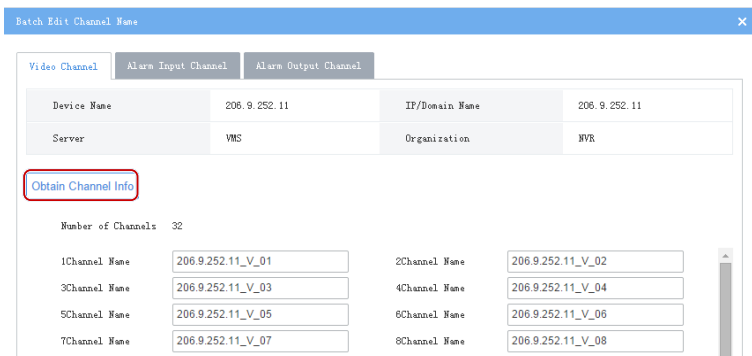 Batch Edit Channel Name
Video Channel Alarm Input Channel Alarm Output Channel
Device Name 206.9.252.11 IP/Domain Name 206.9.252.11
Server VMS Organization NVR
Obtain Channel Info
Number of Channels 32
1Channel Name 206.9.252.11_V_01 2Channel Name 206.9.252.11_V_02
3Channel Name 206.9.252.11_V_03 4Channel Name 206.9.252.11_V_04
5Channel Name 206.9.252.11_V_05 6Channel Name 206.9.252.11_V_06
7Channel Name 206.9.252.11_V_07 8Channel Name 206.9.252.11_V_08